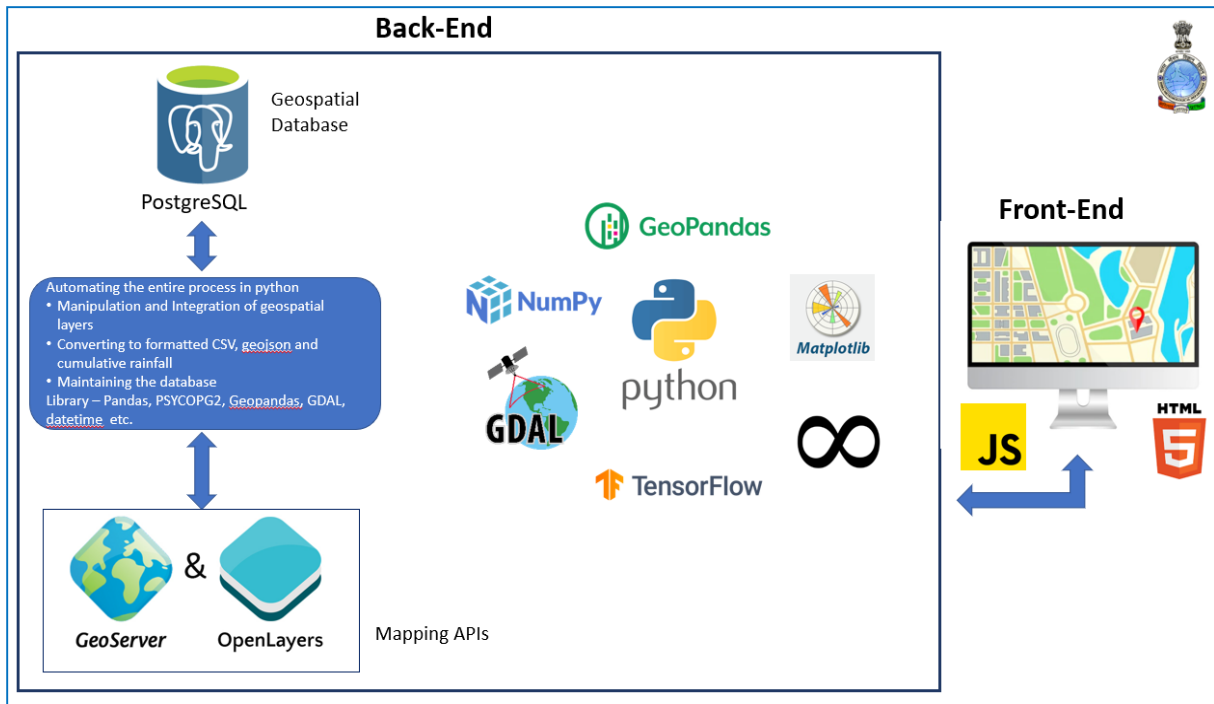 Back-End
Geospatial
Database
PostgreSQL
Automating the entire process in python
• Manipulation and Integration of geospatial
layers
• Converting to formatted CSV, geojson and
cumulative rainfall
• Maintaining the database
Library – Pandas, PSYCOPG2, Geopandas, GDAL,
datetime etc.
GeoServer
&
OpenLayers
Mapping APIs
GeoPandas
NumPy
python
Matplotlib
GDAL
TensorFlow
Front-End
JS
HTML
5